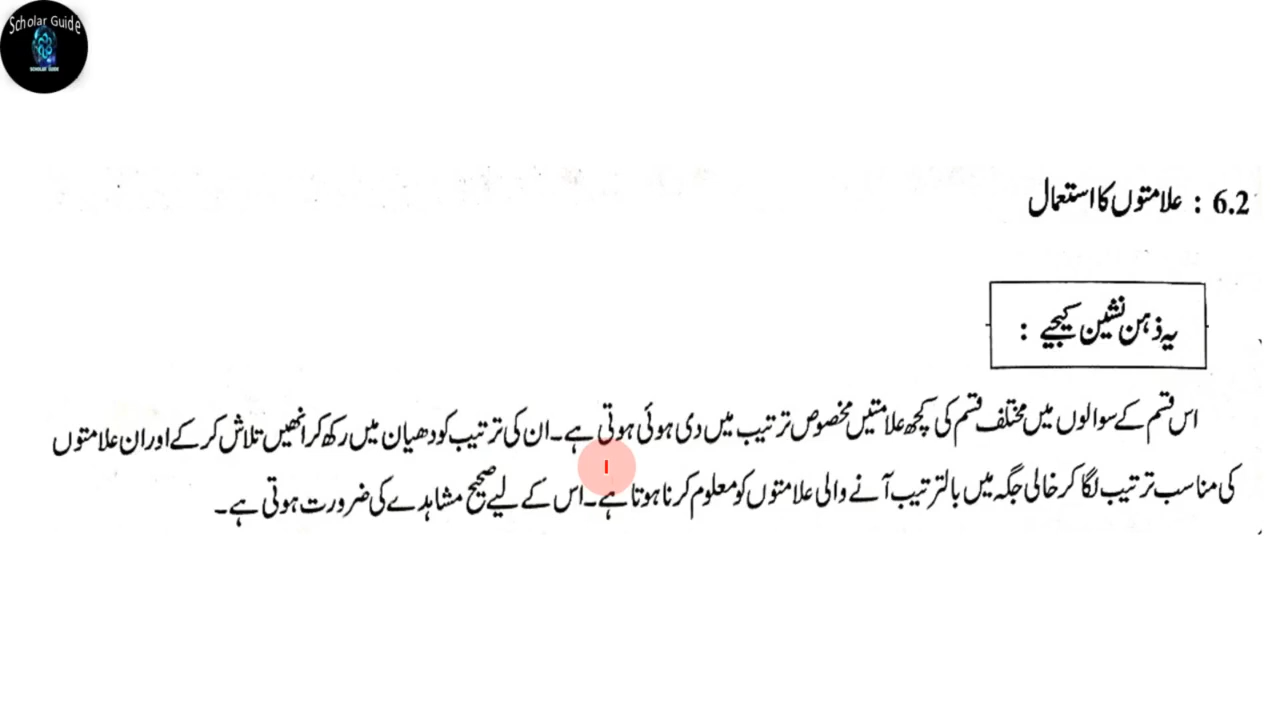 Scholar Guide
SCHOLAR GUIDE
6.2 : علامتوں کا استعمال
یہ ذہن نشین کیجیے :
اس قسم کے سوالوں میں مختلف قسم کی کچھ علامتیں مخصوص ترتیب میں دی ہوئی ہوتی ہے۔ ان کی ترتیب کو دھیان میں رکھ کر انھیں تلاش کر کے اور ان علامتوں
کی مناسب ترتیب لگا کر خالی جگہ میں بالترتیب آنے والی علامتوں کو معلوم کرنا ہوتا ہے۔ اس کے لیے صحیح مشاہدے کی ضرورت ہوتی ہے۔